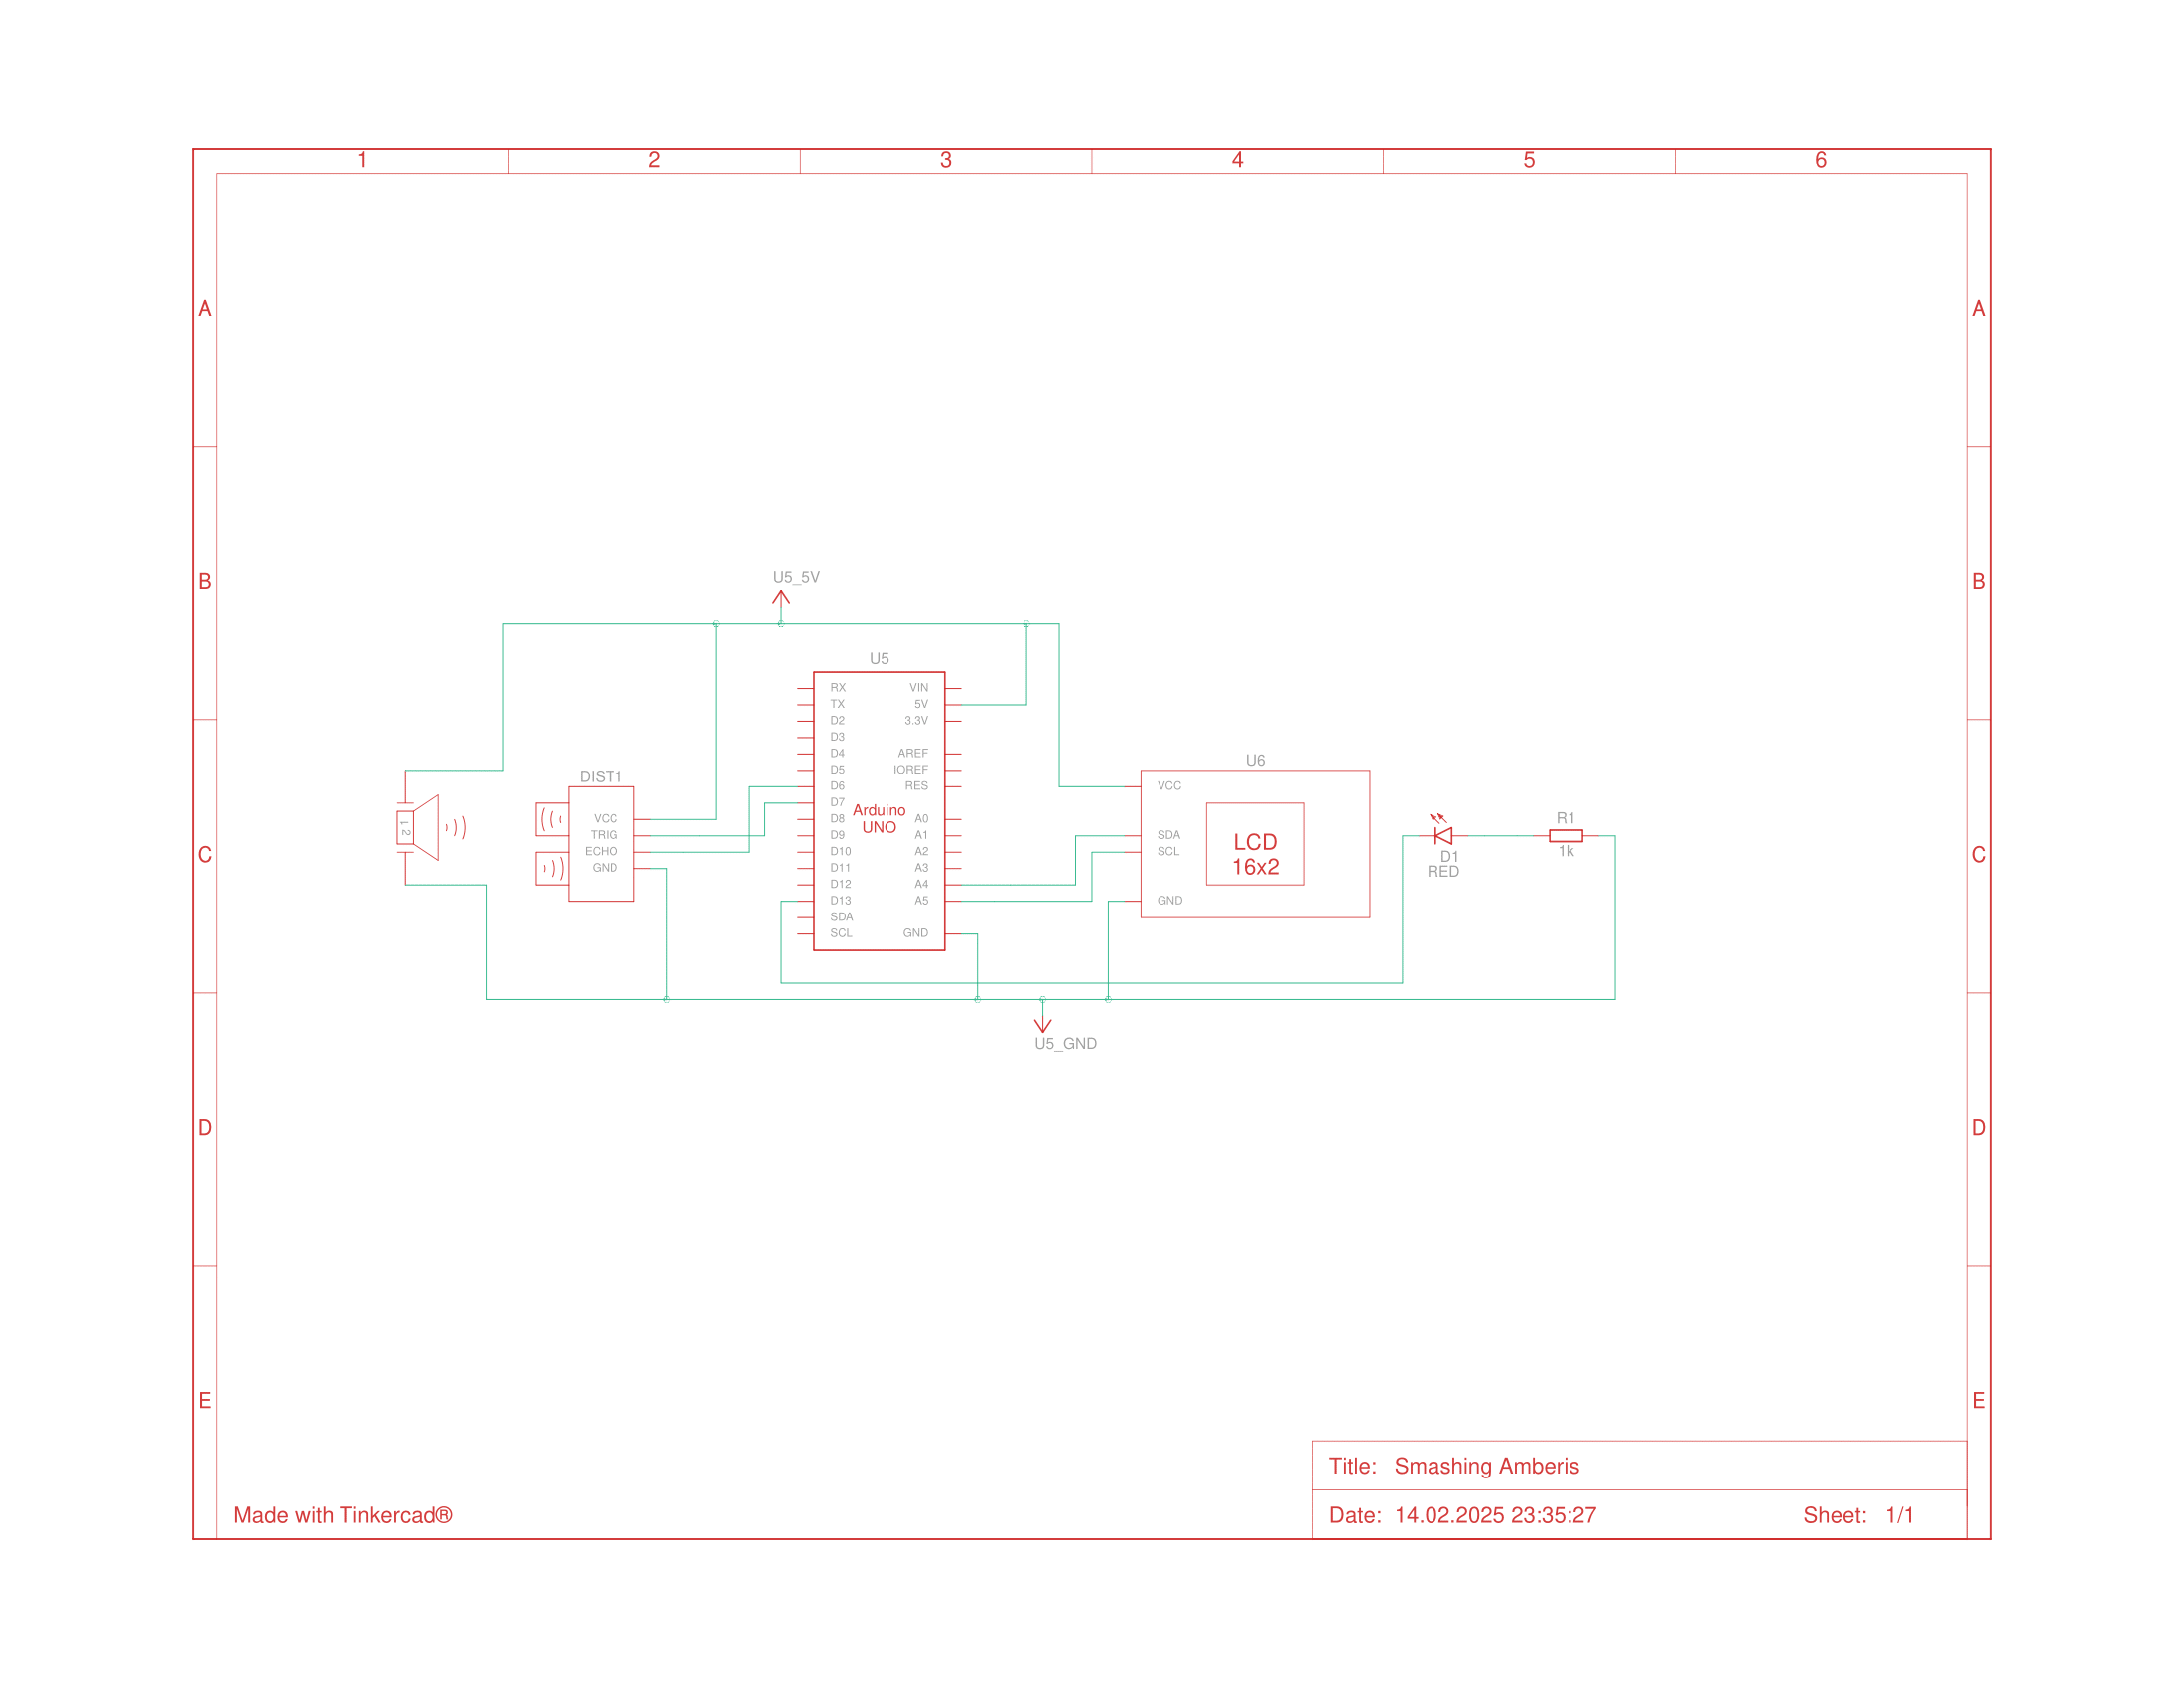 1 2 3 4 5 6
A A
B B
U5_5V
U5
RX VIN
TX 5V
D2 3.3V
D3
D4 AREF
D5 IOREF
D6 RES
D7
D8 A0
D9 A1
D10 A2
D11 A3
D12 A4
D13 A5
SDA
SCL GND
Arduino
UNO
C C
1 2
DIST1
VCC
TRIG
ECHO
GND
U6
VCC
SDA
SCL
GND
LCD
16x2
D1
RED
R1
1k
U5_GND
D D
E E
Title: Smashing Amberis
Date: 14.02.2025 23:35:27 Sheet: 1/1
Made with Tinkercad®